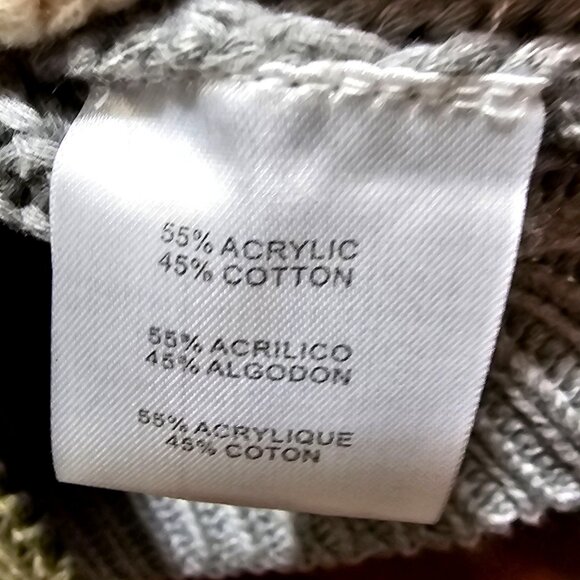 55% ACRYLIC
45% COTTON
55% ACRILICO
45% ALGODON
55% ACRYLIQUE
45% COTON